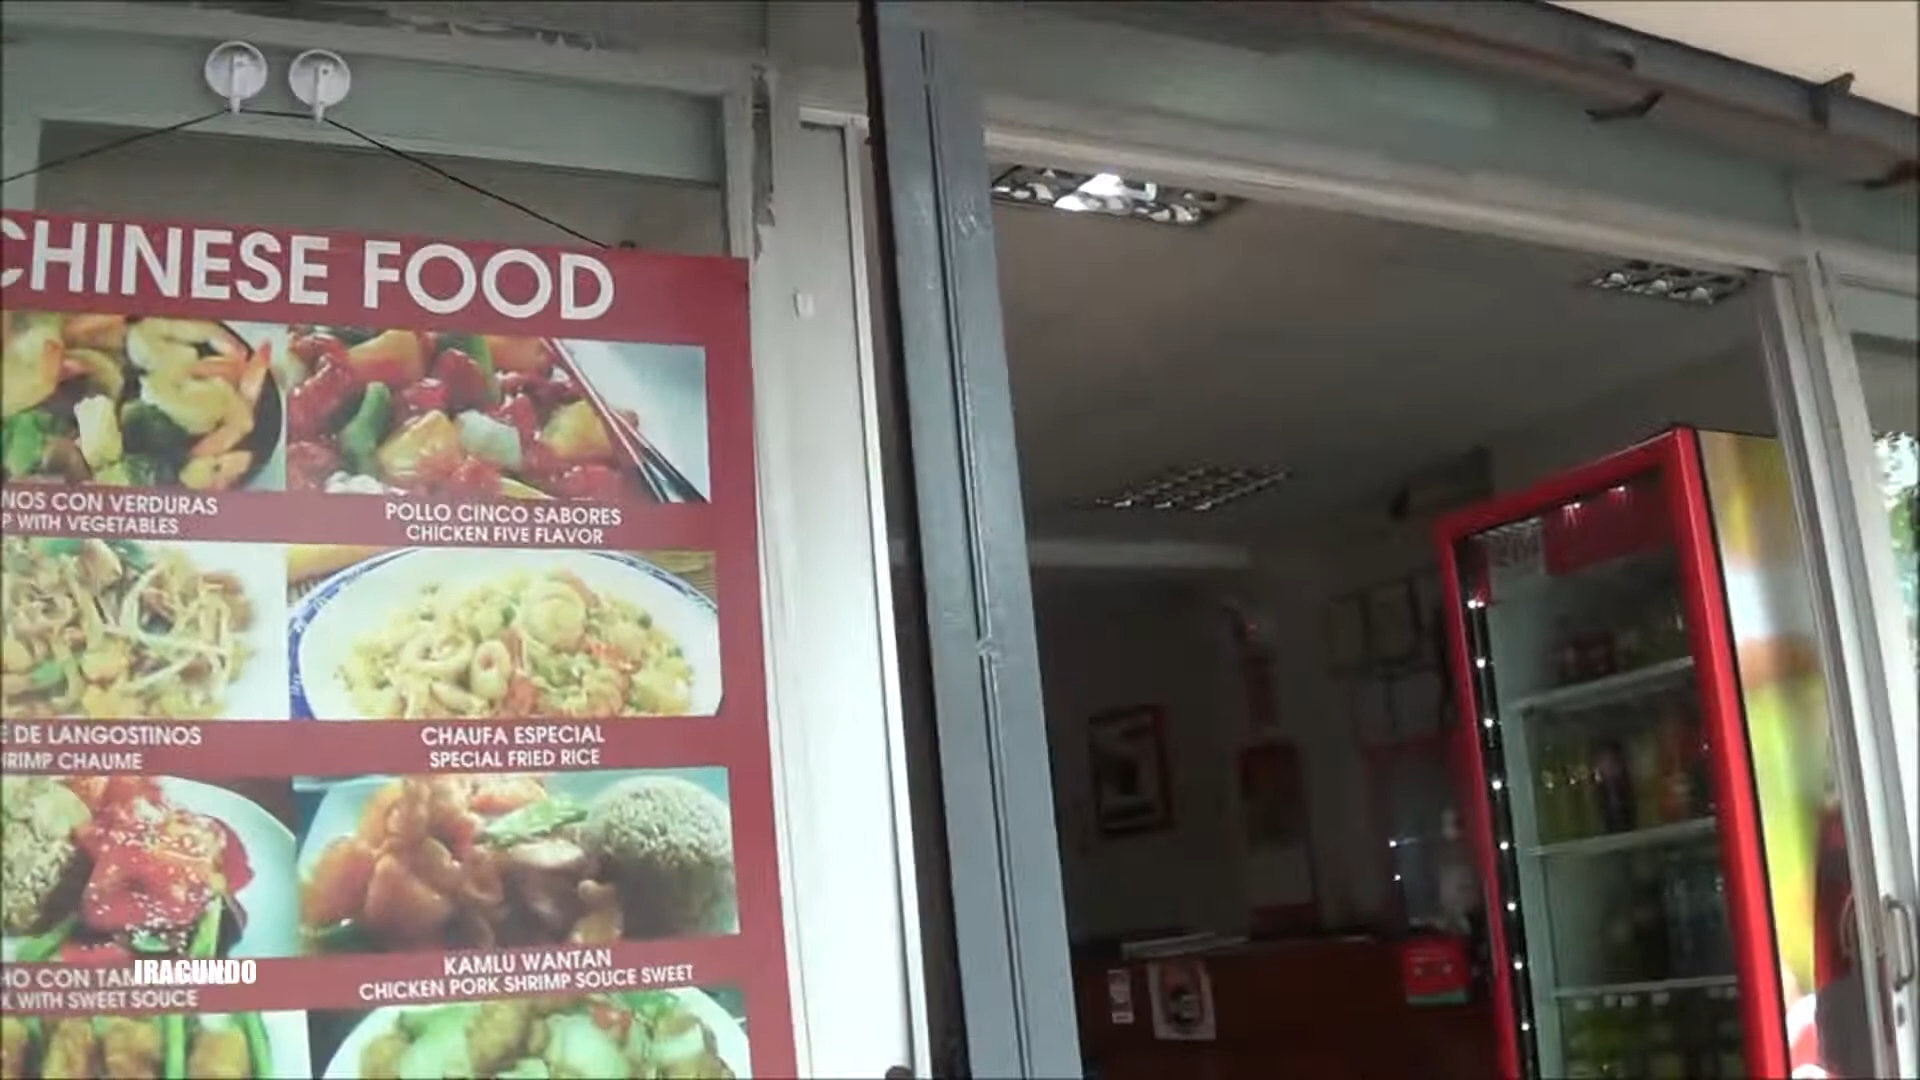 CHINESE FOOD
NOS CON VERDURAS
P WITH VEGETABLES
POLLO CINCO SABORES
CHICKEN FIVE FLAVOR
E DE LANGOSTINOS
HRIMP CHAUME
CHAUFA ESPECIAL
SPECIAL FRIED RICE
HO CON TAM
K WITH SWEET SOUCE
IRACUNDO
KAMLU WANTAN
CHICKEN PORK SHRIMP SOUCE SWEET